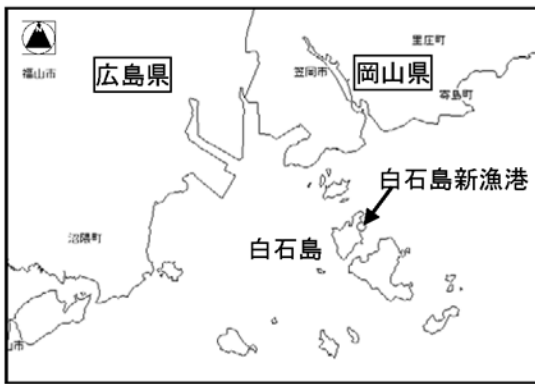 里庄町
広島県
岡山県
福山市
笠岡市
寄島町
白石島新漁港
沼隈町
白石島
山市